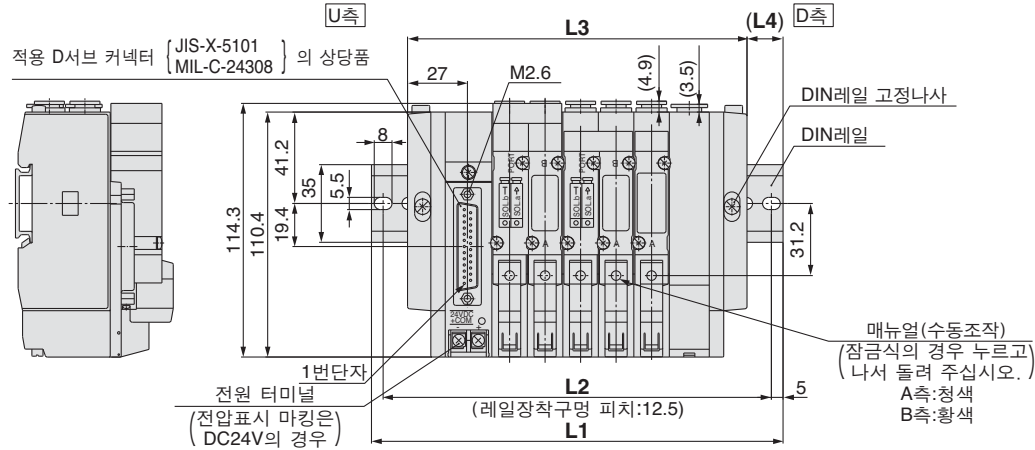 U측
D측
L3
(L4)
적용 D서브 커넥터 { JIS-X-5101
MIL-C-24308 } 의 상당품
27
M2.6
(4.9)
(3.5)
DIN레일 고정나사
DIN레일
8
41.2
35
5.5
19.4
114.3
110.4
31.2
PORT
SOL.b
SOL.a
B
A
PORT
SOL.b
SOL.a
B
A
A
24VDC
+COM
- +
1번단자
전원 터미널
(전압표시 마킹은
DC24V의 경우)
L2
(레일장착구멍 피치:12.5)
L1
5
매뉴얼(수동조작)
(잠금식의 경우 누르고
나서 돌려 주십시오.)
A측:청색
B측:황색